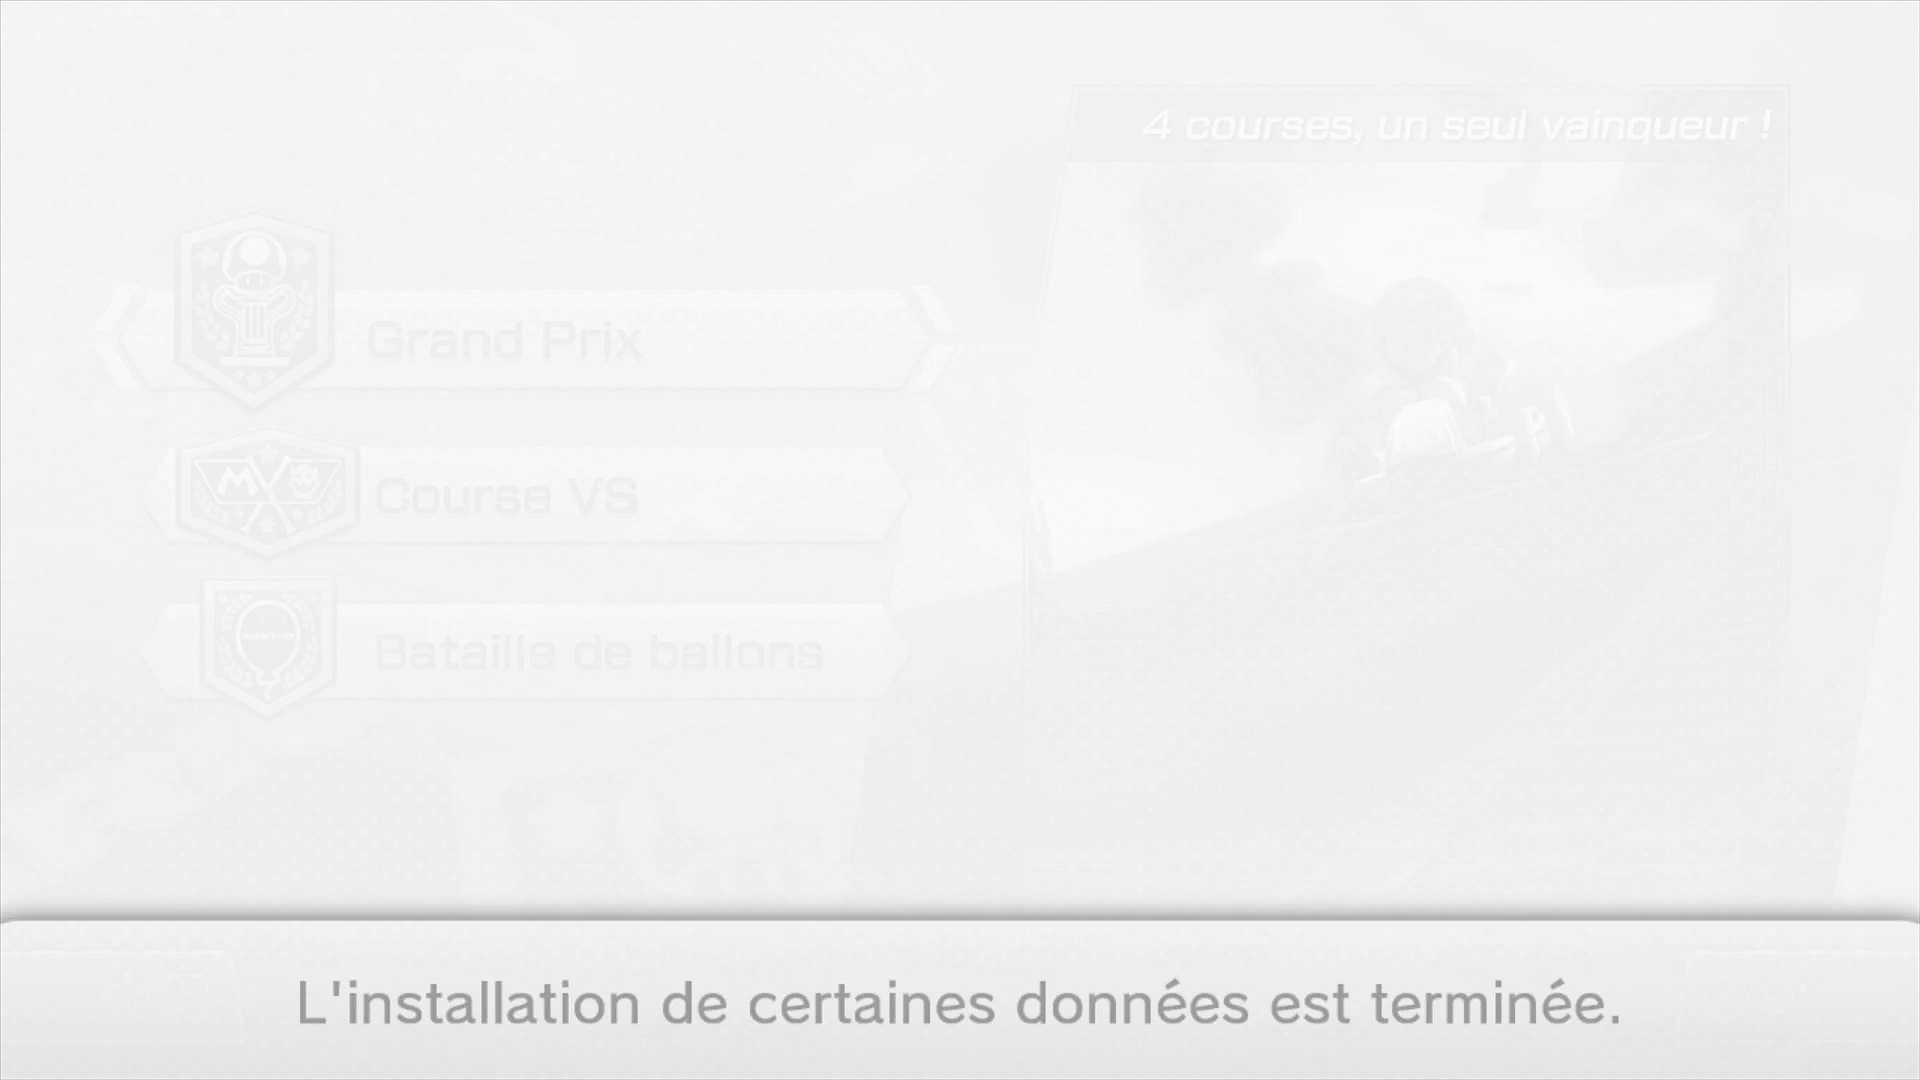 4 courses, un seul vainqueur !
Grand Prix
Course VS
Bataille de ballons
L'installation de certaines données est terminée.